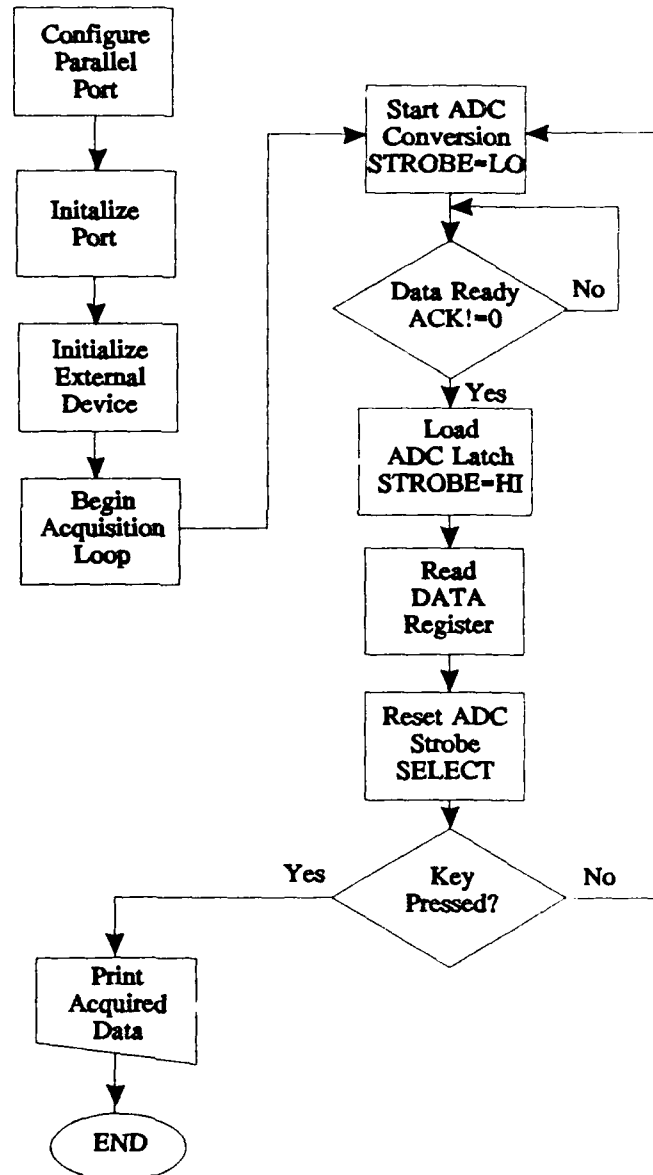 Configure
Parallel
Port
Initalize
Port
Initialize
External
Device
Begin
Acquisition
Loop
Start ADC
Conversion
STROBE=LO
Data Ready
ACK!=0
No
Yes
Load
ADC Latch
STROBE=HI
Read
DATA
Register
Reset ADC
Strobe
SELECT
Key
Pressed?
Yes
No
Print
Acquired
Data
END